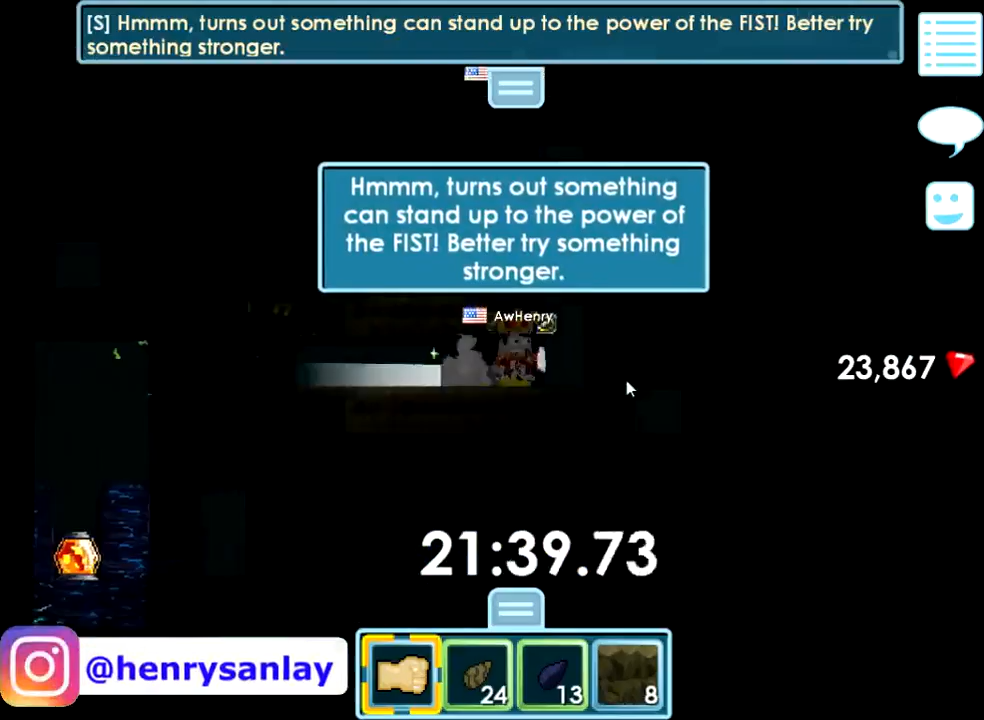 [S] Hmmm, turns out something can stand up to the power of the FIST! Better try
something stronger.
Hmmm, turns out something
can stand up to the power of
the FIST! Better try something
stronger.
AwHenry
23,867
21:39.73
@henrysanlay
24
13
8